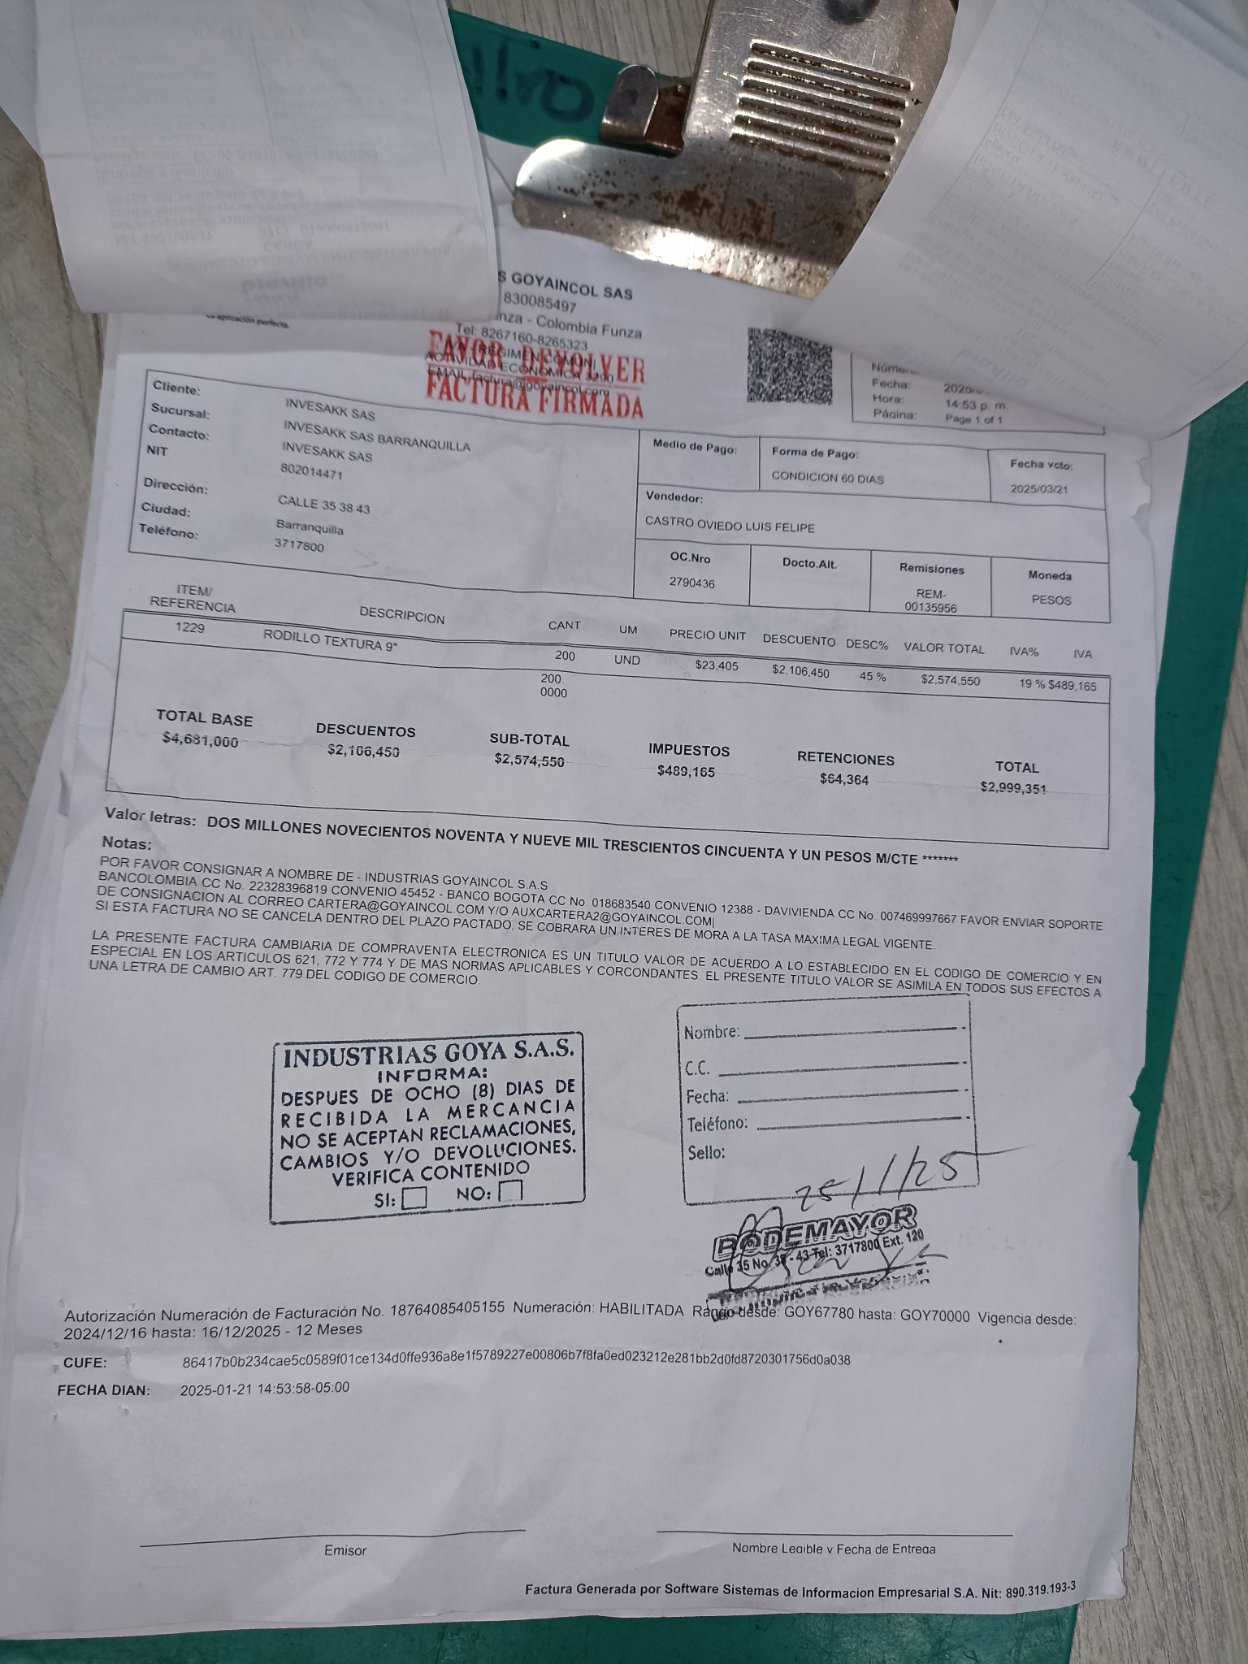 S GOYAINCOL SAS
830085497
nza - Colombia Funza
Tel: 8267160-8265323
ACTIVIDAD ECONOMICA
EMAIL factura@goyaincol.com
FAVOR DEVOLVER
FACTURA FIRMADA
La aplicación perfecta.
Fecha: 2025/
Hora: 14:53 p. m.
Página: Page 1 of 1
Cliente: INVESAKK SAS
Sucursal: INVESAKK SAS BARRANQUILLA
Contacto: INVESAKK SAS
NIT 802014471
Dirección: CALLE 35 38 43
Ciudad: Barranquilla
Teléfono: 3717800
Medio de Pago: Forma de Pago: Fecha vcto:
CONDICION 60 DIAS 2025/03/21
Vendedor:
CASTRO OVIEDO LUIS FELIPE
OC.Nro Docto.Alt. Remisiones Moneda
2790436 REM-00135956 PESOS
ITEM/ REFERENCIA DESCRIPCION CANT UM PRECIO UNIT DESCUENTO DESC% VALOR TOTAL IVA% IVA
1229 RODILLO TEXTURA 9" 200 UND $23,405 $2,106,450 45 % $2,574,550 19 % $489,165
200
0000
TOTAL BASE DESCUENTOS SUB-TOTAL IMPUESTOS RETENCIONES TOTAL
$4,681,000 $2,106,450 $2,574,550 $489,165 $64,364 $2,999,351
Valor letras: DOS MILLONES NOVECIENTOS NOVENTA Y NUEVE MIL TRESCIENTOS CINCUENTA Y UN PESOS M/CTE *******
Notas:
POR FAVOR CONSIGNAR A NOMBRE DE - INDUSTRIAS GOYAINCOL S.A.S
BANCOLOMBIA CC No. 22328396819 CONVENIO 45452 - BANCO BOGOTA CC No. 018683540 CONVENIO 12388 - DAVIVIENDA CC No. 007469997667 FAVOR ENVIAR SOPORTE
DE CONSIGNACION AL CORREO CARTERA@GOYAINCOL.COM Y/O AUXCARTERA2@GOYAINCOL.COM|
SI ESTA FACTURA NO SE CANCELA DENTRO DEL PLAZO PACTADO, SE COBRARA UN INTERES DE MORA A LA TASA MAXIMA LEGAL VIGENTE.
LA PRESENTE FACTURA CAMBIARIA DE COMPRAVENTA ELECTRONICA ES UN TITULO VALOR DE ACUERDO A LO ESTABLECIDO EN EL CODIGO DE COMERCIO Y EN
ESPECIAL EN LOS ARTICULOS 621, 772 Y 774 Y DE MAS NORMAS APLICABLES Y CORCONDANTES. EL PRESENTE TITULO VALOR SE ASIMILA EN TODOS SUS EFECTOS A
UNA LETRA DE CAMBIO ART. 779 DEL CODIGO DE COMERCIO
INDUSTRIAS GOYA S.A.S.
INFORMA:
DESPUES DE OCHO (8) DIAS DE
RECIBIDA LA MERCANCIA
NO SE ACEPTAN RECLAMACIONES,
CAMBIOS Y/O DEVOLUCIONES.
VERIFICA CONTENIDO
SI: NO:
Nombre:
C.C.
Fecha:
Teléfono:
Sello:
25/1/25
BODEMAYOR
Calle 35 No. 38 - 43 Tel: 3717800 Ext. 120
Autorización Numeración de Facturación No. 18764085405155 Numeración: HABILITADA Rango desde: GOY67780 hasta: GOY70000 Vigencia desde:
2024/12/16 hasta: 16/12/2025 - 12 Meses
CUFE: 86417b0b234cae5c0589f01ce134d0ffe936a8e1f5789227e00806b7f8fa0ed023212e281bb2d0fd8720301756d0a038
FECHA DIAN: 2025-01-21 14:53:58-05:00
Emisor
Nombre Legible y Fecha de Entrega
Factura Generada por Software Sistemas de Informacion Empresarial S.A. Nit: 890.319.193-3